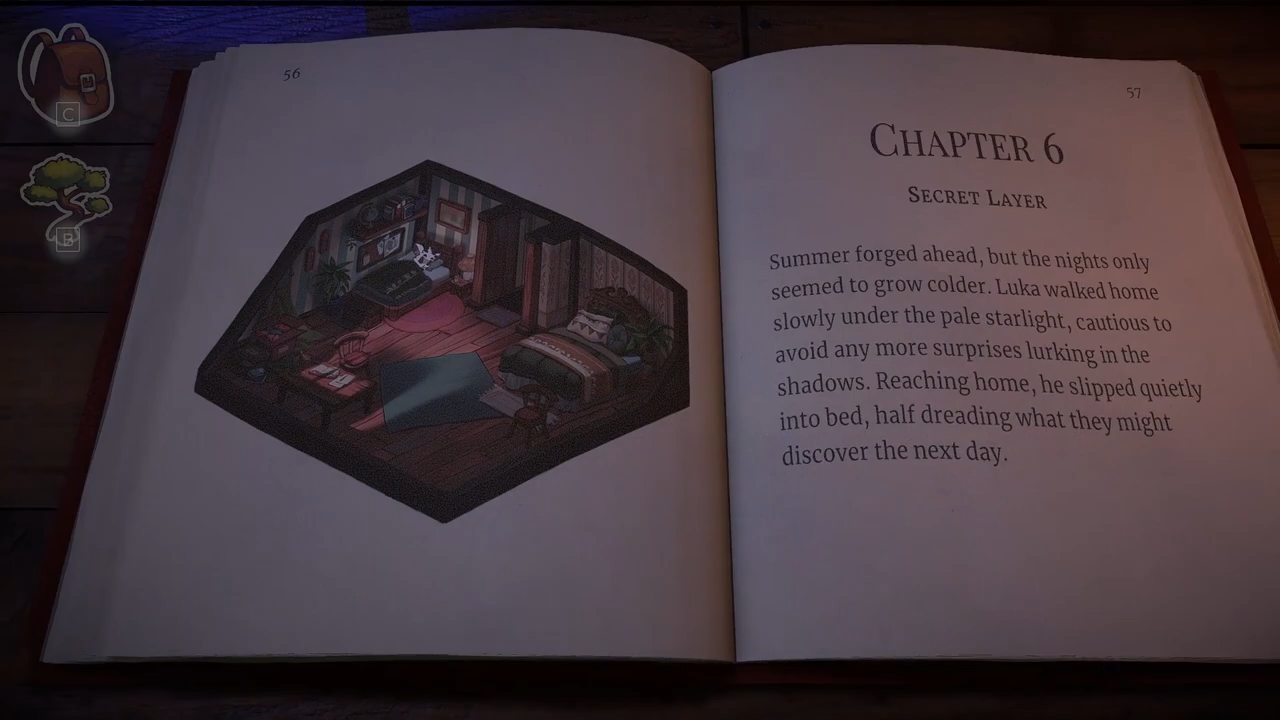 C
B
56
57
Chapter 6
Secret Layer
Summer forged ahead, but the nights only
seemed to grow colder. Luka walked home
slowly under the pale starlight, cautious to
avoid any more surprises lurking in the
shadows. Reaching home, he slipped quietly
into bed, half dreading what they might
discover the next day.